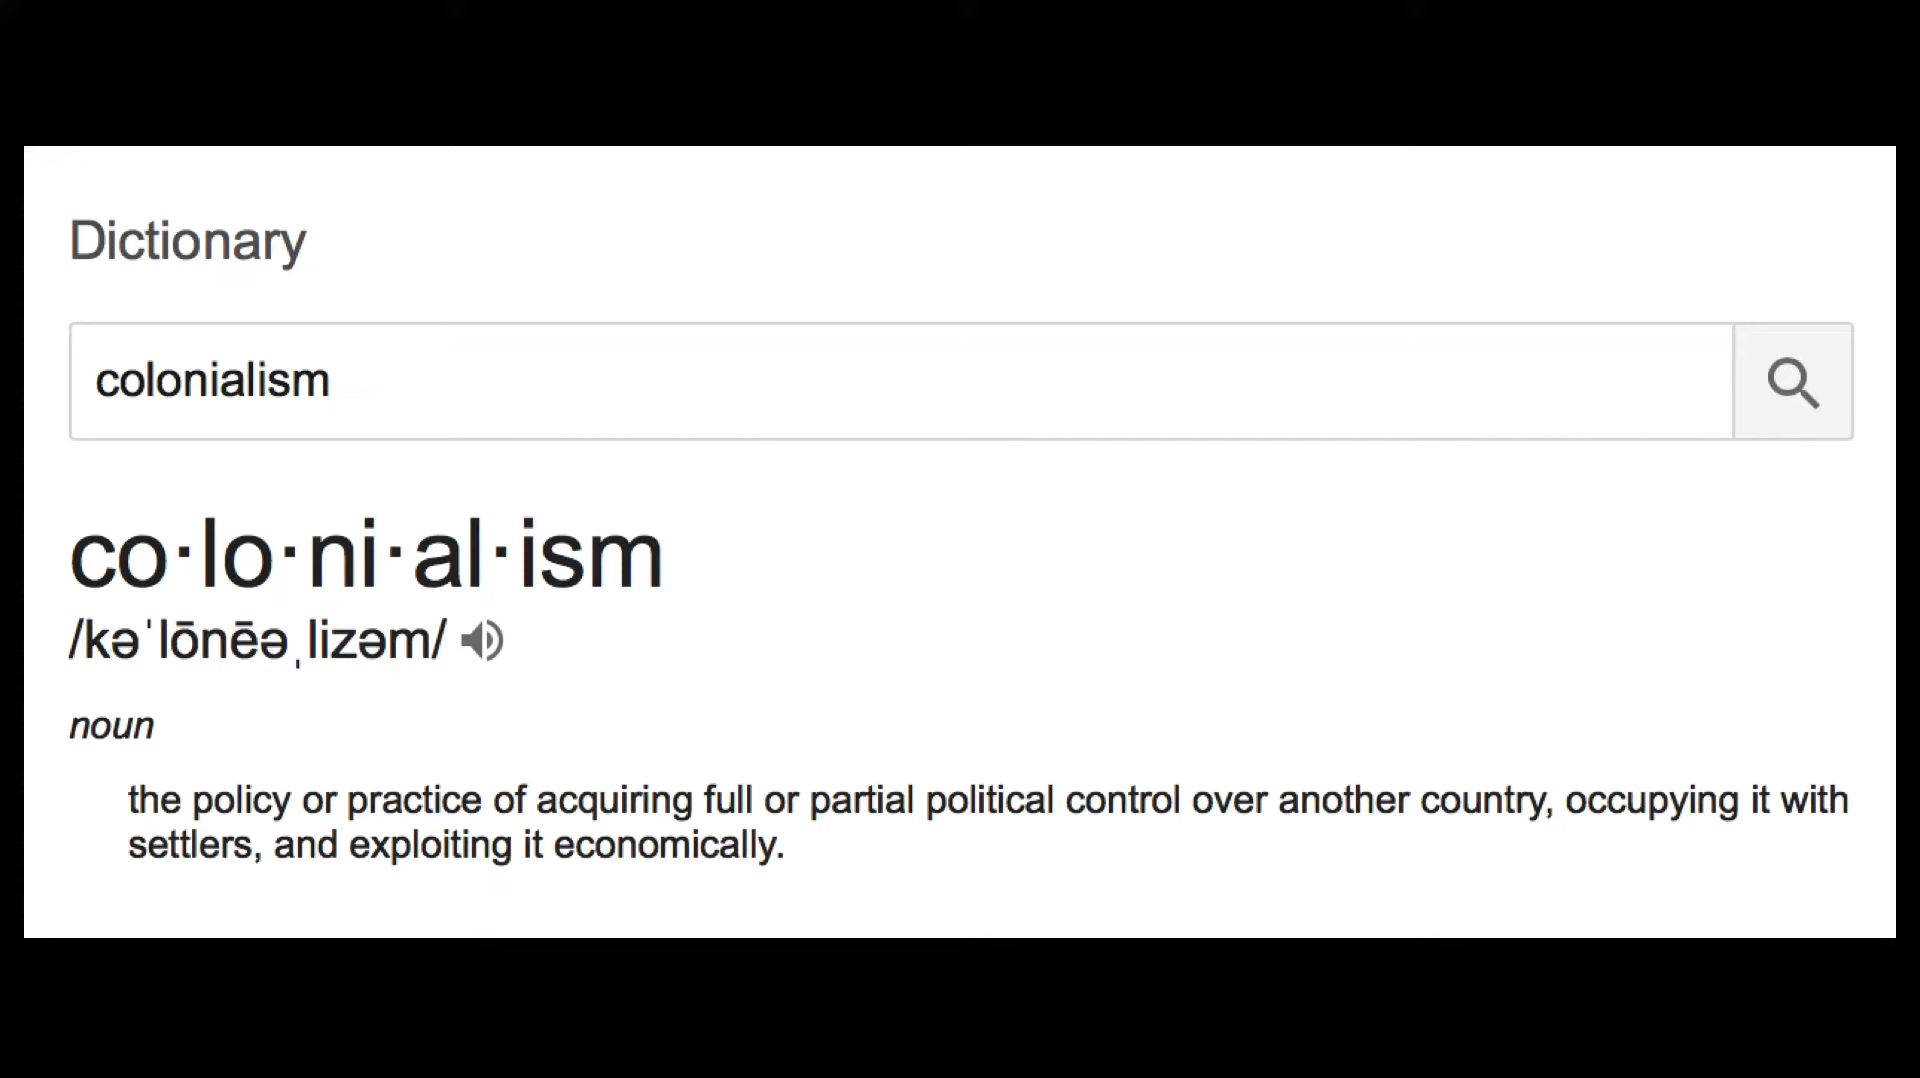 Dictionary
colonialism
co·lo·ni·al·ism
/kəˈlōnēəˌlizəm/
noun
the policy or practice of acquiring full or partial political control over another country, occupying it with
settlers, and exploiting it economically.